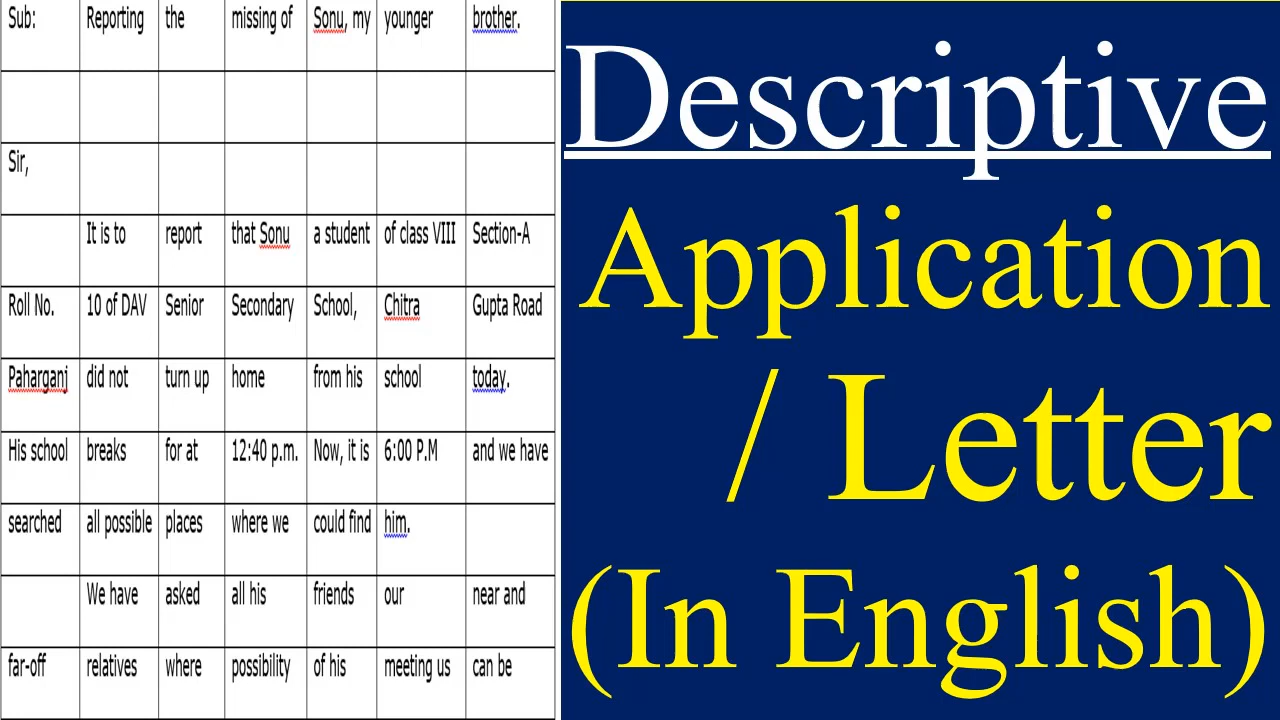 Sub: Reporting the missing of Sonu, my younger brother.
Sir,
It is to report that Sonu a student of class VIII Section-A
Roll No. 10 of DAV Senior Secondary School, Chitra Gupta Road
Paharganj did not turn up home from his school today.
His school breaks for at 12:40 p.m. Now, it is 6:00 P.M and we have
searched all possible places where we could find him.
We have asked all his friends our near and
far-off relatives where possibility of his meeting us can be
Descriptive
Application
/ Letter
(In English)